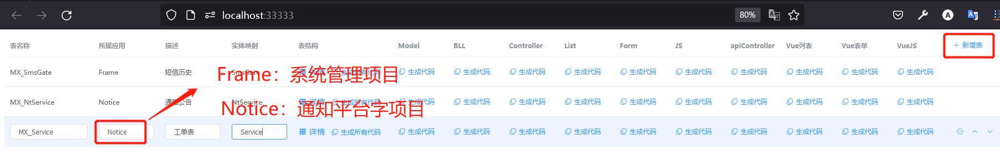 localhost:33333 80%
表名称 所属应用 描述 实体映射 表结构 Model BLL Controller List Form JS apiController Vue列表 Vue表单 VueJS + 新增表
MX_SmsGate Frame 短信历史 SmsGate 详情 生成所有代码 生成代码 生成代码 生成代码 生成代码 生成代码 生成代码 生成代码 生成代码 生成代码 生成代码
Frame：系统管理项目
MX_NtService Notice 通知公告 NtService 详情 生成所有代码 生成代码 生成代码 生成代码 生成代码 生成代码 生成代码 生成代码 生成代码 生成代码 生成代码
Notice：通知平台字项目
MX_Service Notice 工单表 Service 详情 生成所有代码 生成代码 生成代码 生成代码 生成代码 生成代码 生成代码 生成代码 生成代码 生成代码 生成代码